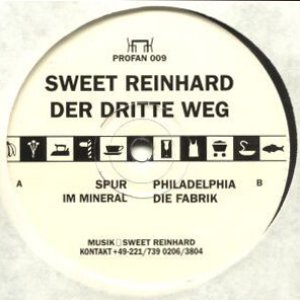 PROFAN 009
SWEET REINHARD
DER DRITTE WEG
A SPUR PHILADELPHIA B
IM MINERAL DIE FABRIK
MUSIK SWEET REINHARD
KONTAKT +49-221/739 0206/3804